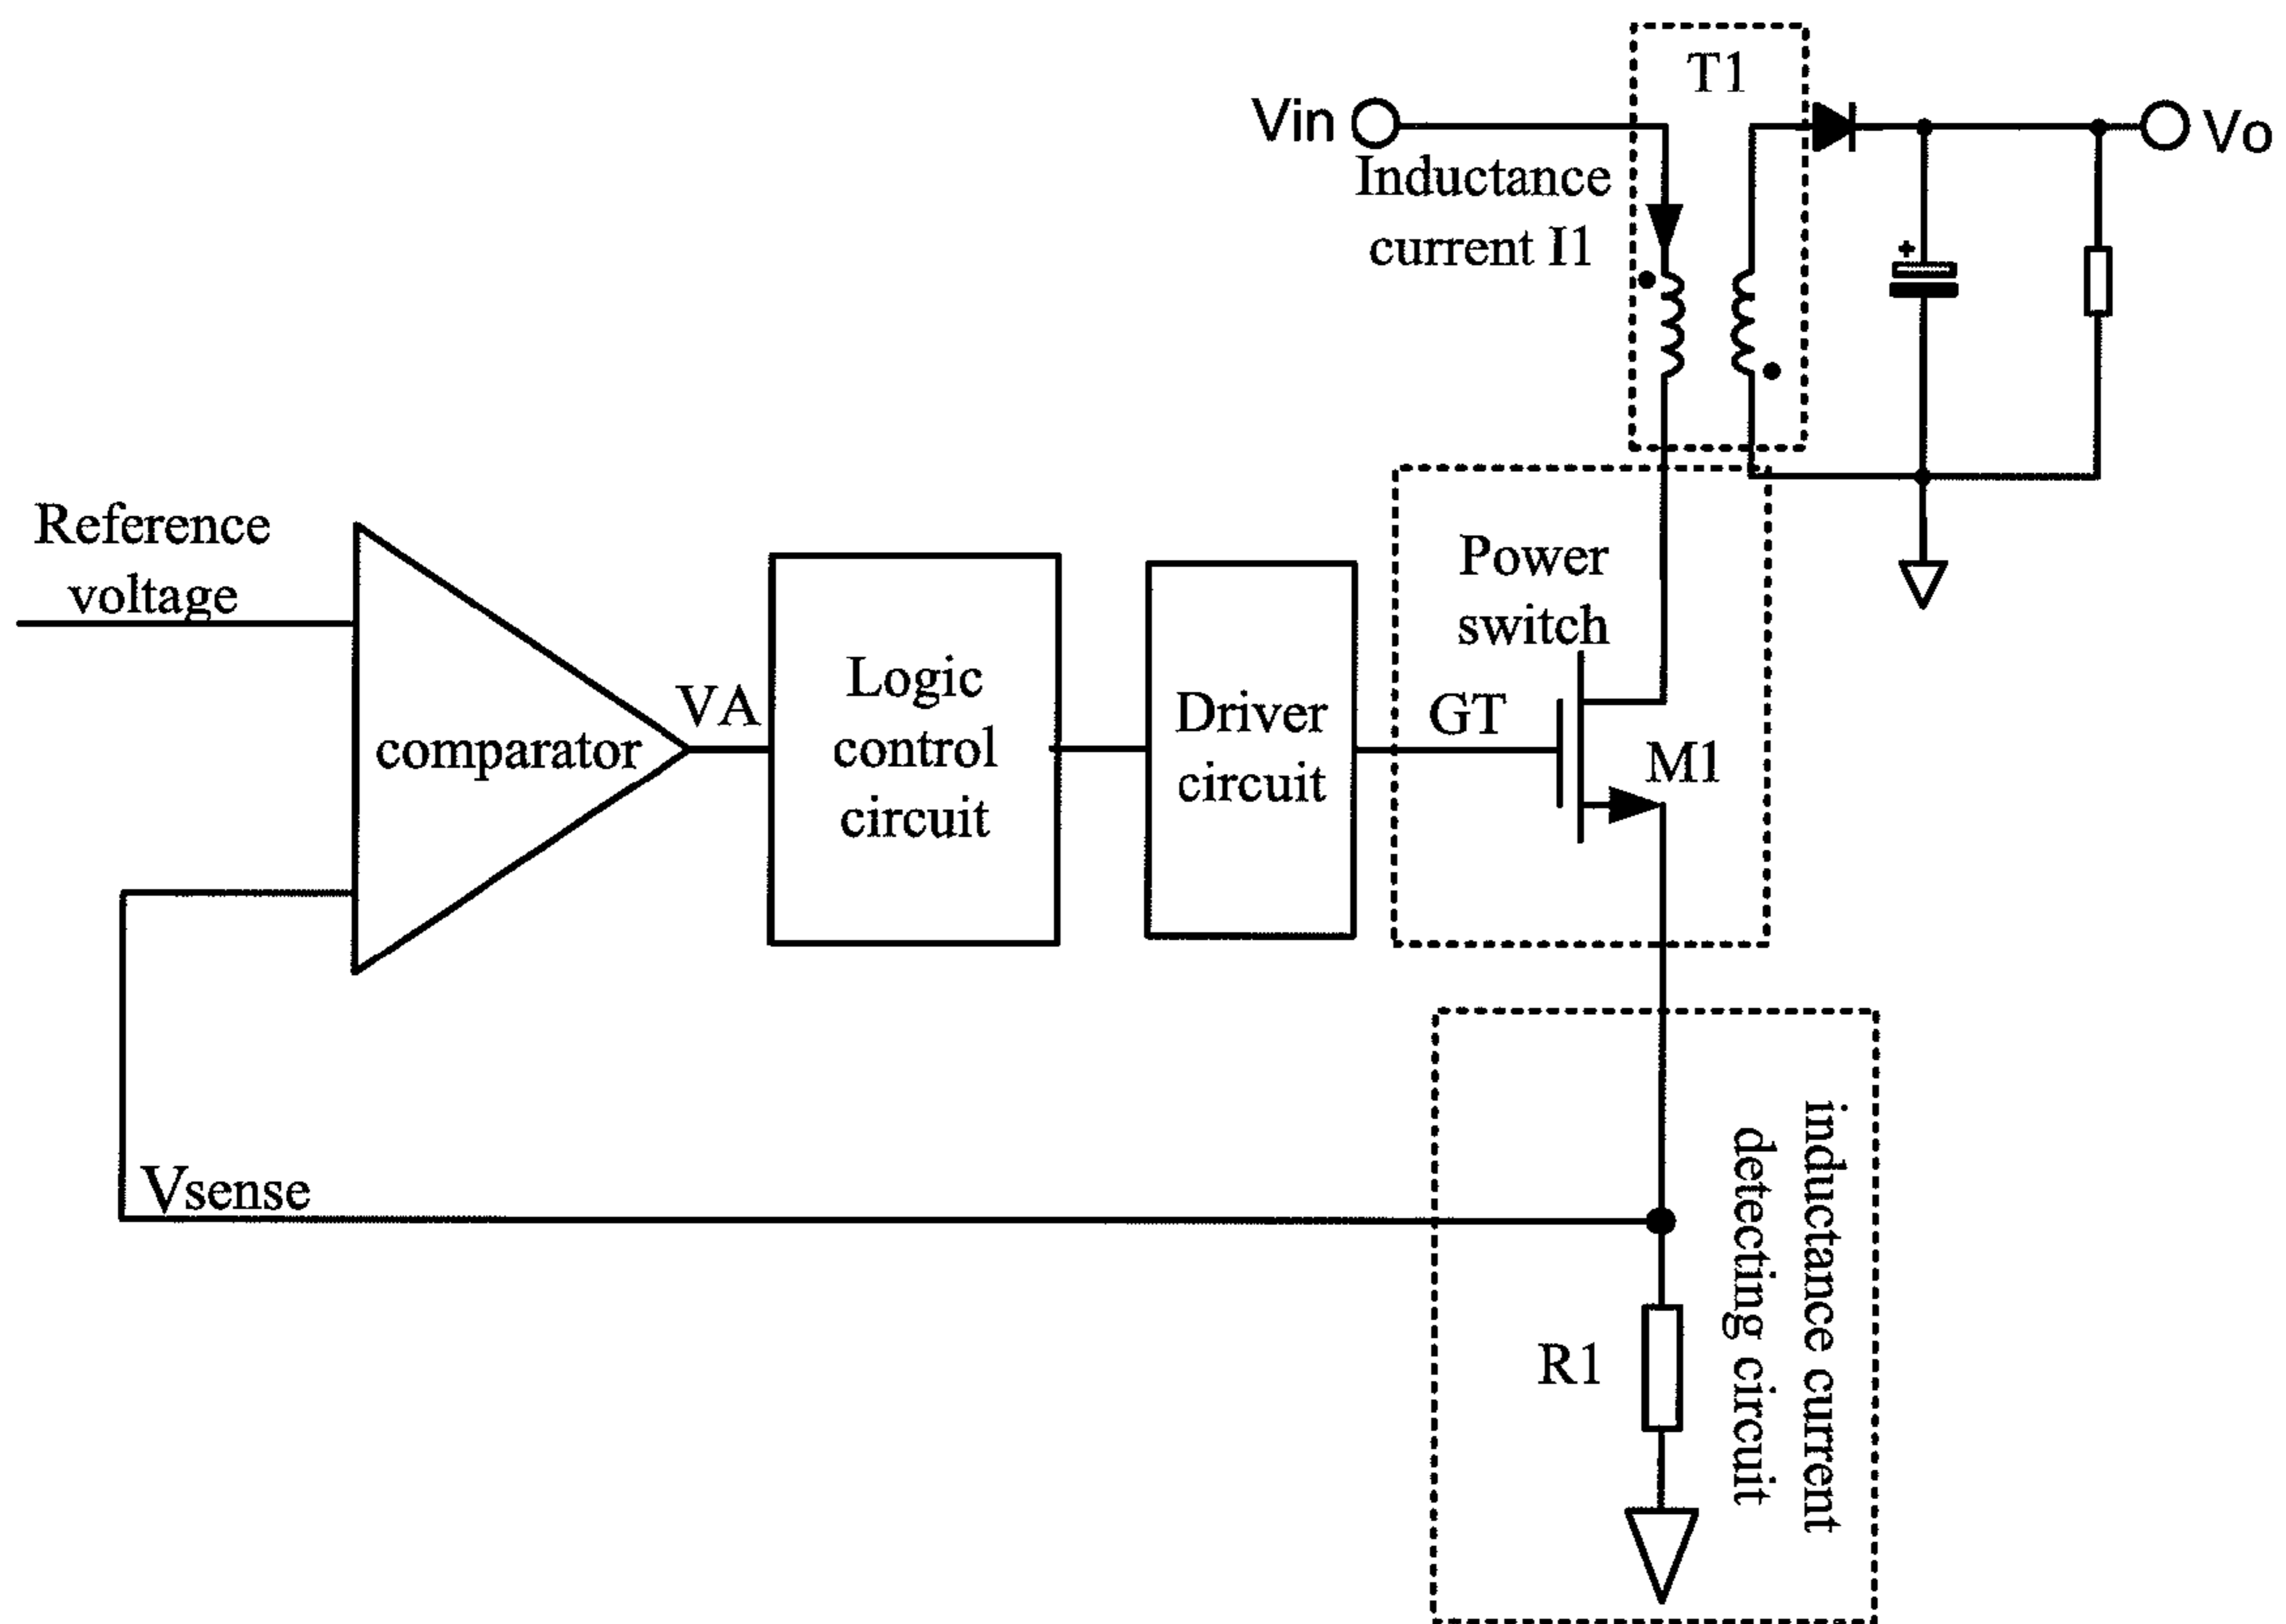 T1
Vin
Vo
Inductance
current I1
Reference
voltage
comparator
VA
Logic
control
circuit
Driver
circuit
Power
switch
GT
M1
Vsense
R1
inductance current
detecting circuit
+